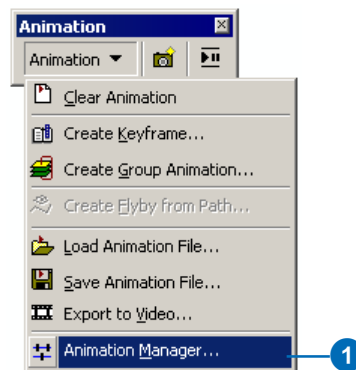 Animation
Animation
Clear Animation
Create Keyframe...
Create Group Animation...
Create Flyby from Path...
Load Animation File...
Save Animation File...
Export to Video...
Animation Manager...
1